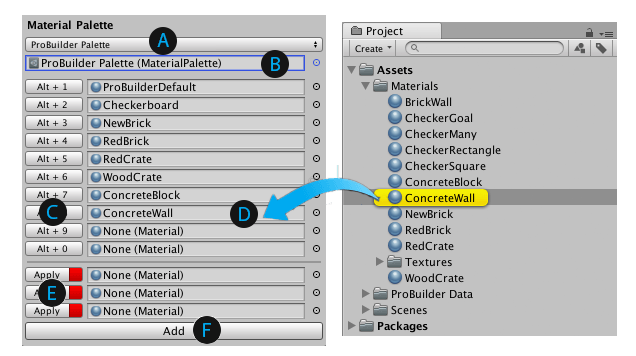 Material Palette
ProBuilder Palette
A
ProBuilder Palette (MaterialPalette)
B
Alt + 1 ProBuilderDefault
Alt + 2 Checkerboard
Alt + 3 NewBrick
Alt + 4 RedBrick
Alt + 5 RedCrate
Alt + 6 WoodCrate
Alt + 7 ConcreteBlock
C ConcreteWall D
Alt + 9 None (Material)
Alt + 0 None (Material)
Apply None (Material)
E None (Material)
Apply None (Material)
Add F
Project
Create
Assets
Materials
BrickWall
CheckerGoal
CheckerMany
CheckerRectangle
CheckerSquare
ConcreteBlock
ConcreteWall
NewBrick
RedBrick
RedCrate
Textures
WoodCrate
ProBuilder Data
Scenes
Packages